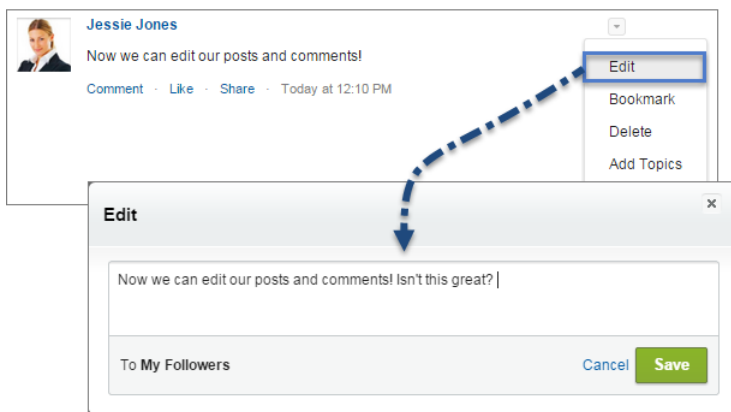 Jessie Jones
Now we can edit our posts and comments!
Comment · Like · Share · Today at 12:10 PM
Edit
Bookmark
Delete
Add Topics
Edit
Now we can edit our posts and comments! Isn't this great?
To My Followers
Cancel
Save